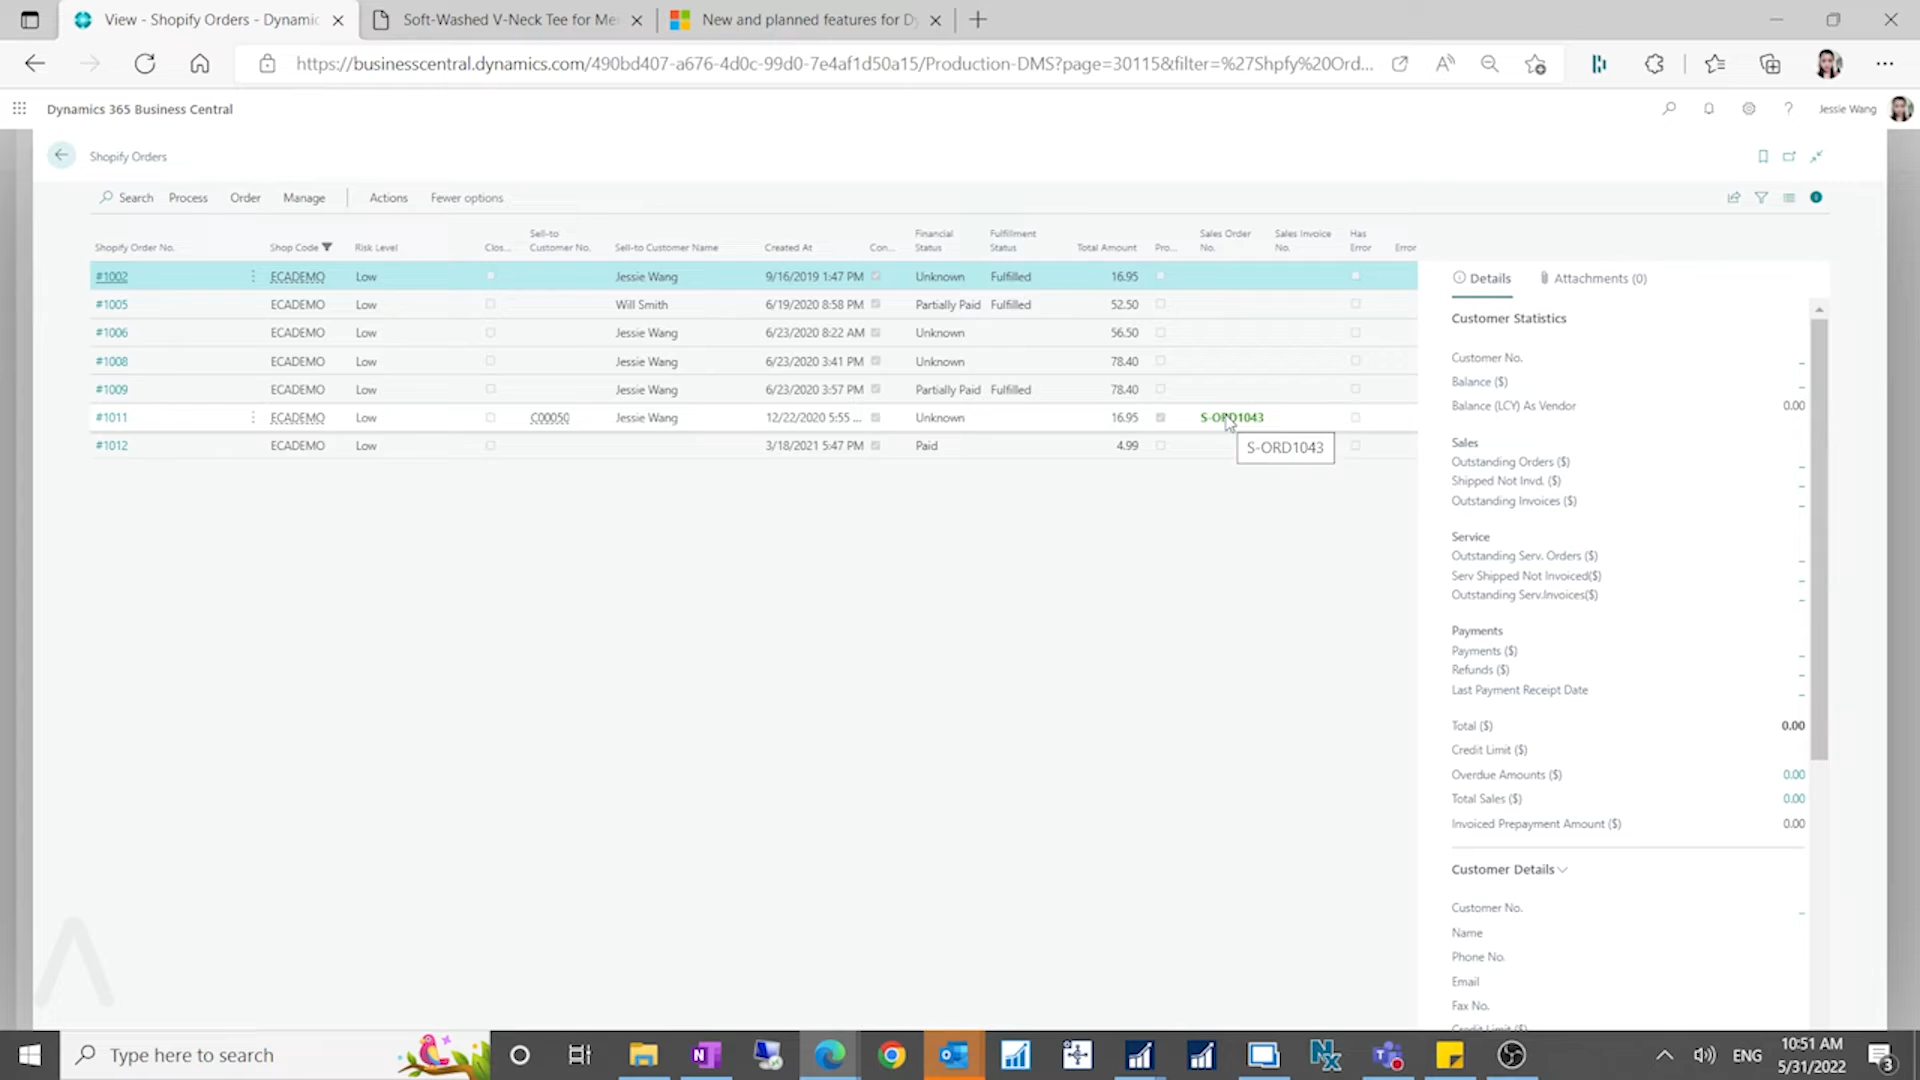 View - Shopify Orders - Dynamic
Soft-Washed V-Neck Tee for Me
New and planned features for Dy
https://businesscentral.dynamics.com/490bd407-a676-4d0c-99d0-7e4af1d50a15/Production-DMS?page=30115&filter=%27Shpfy%20Ord...
Dynamics 365 Business Central
Jessie Wang
Shopify Orders
Search Process Order Manage Actions Fewer options
Shopify Order No. Shop Code Risk Level Clos... Sell-to Customer No. Sell-to Customer Name Created At Con... Financial Status Fulfillment Status Total Amount Pro... Sales Order No. Sales Invoice No. Has Error Error
#1002 ECADEMO Low Jessie Wang 9/16/2019 1:47 PM Unknown Fulfilled 16.95
#1005 ECADEMO Low Will Smith 6/19/2020 8:58 PM Partially Paid Fulfilled 52.50
#1006 ECADEMO Low Jessie Wang 6/23/2020 8:22 AM Unknown 56.50
#1008 ECADEMO Low Jessie Wang 6/23/2020 3:41 PM Unknown 78.40
#1009 ECADEMO Low Jessie Wang 6/23/2020 3:57 PM Partially Paid Fulfilled 78.40
#1011 ECADEMO Low C00050 Jessie Wang 12/22/2020 5:55 ... Unknown 16.95 S-ORD1043
S-ORD1043
#1012 ECADEMO Low 3/18/2021 5:47 PM Paid 4.99
Details Attachments (0)
Customer Statistics
Customer No.
Balance ($)
Balance (LCY) As Vendor 0.00
Sales
Outstanding Orders ($)
Shipped Not Invd. ($)
Outstanding Invoices ($)
Service
Outstanding Serv. Orders ($)
Serv Shipped Not Invoiced($)
Outstanding Serv.Invoices($)
Payments
Payments ($)
Refunds ($)
Last Payment Receipt Date
Total ($) 0.00
Credit Limit ($)
Overdue Amounts ($) 0.00
Total Sales ($) 0.00
Invoiced Prepayment Amount ($) 0.00
Customer Details
Customer No.
Name
Phone No.
Email
Fax No.
Credit Limit ($)
Type here to search
ENG
10:51 AM
5/31/2022
3